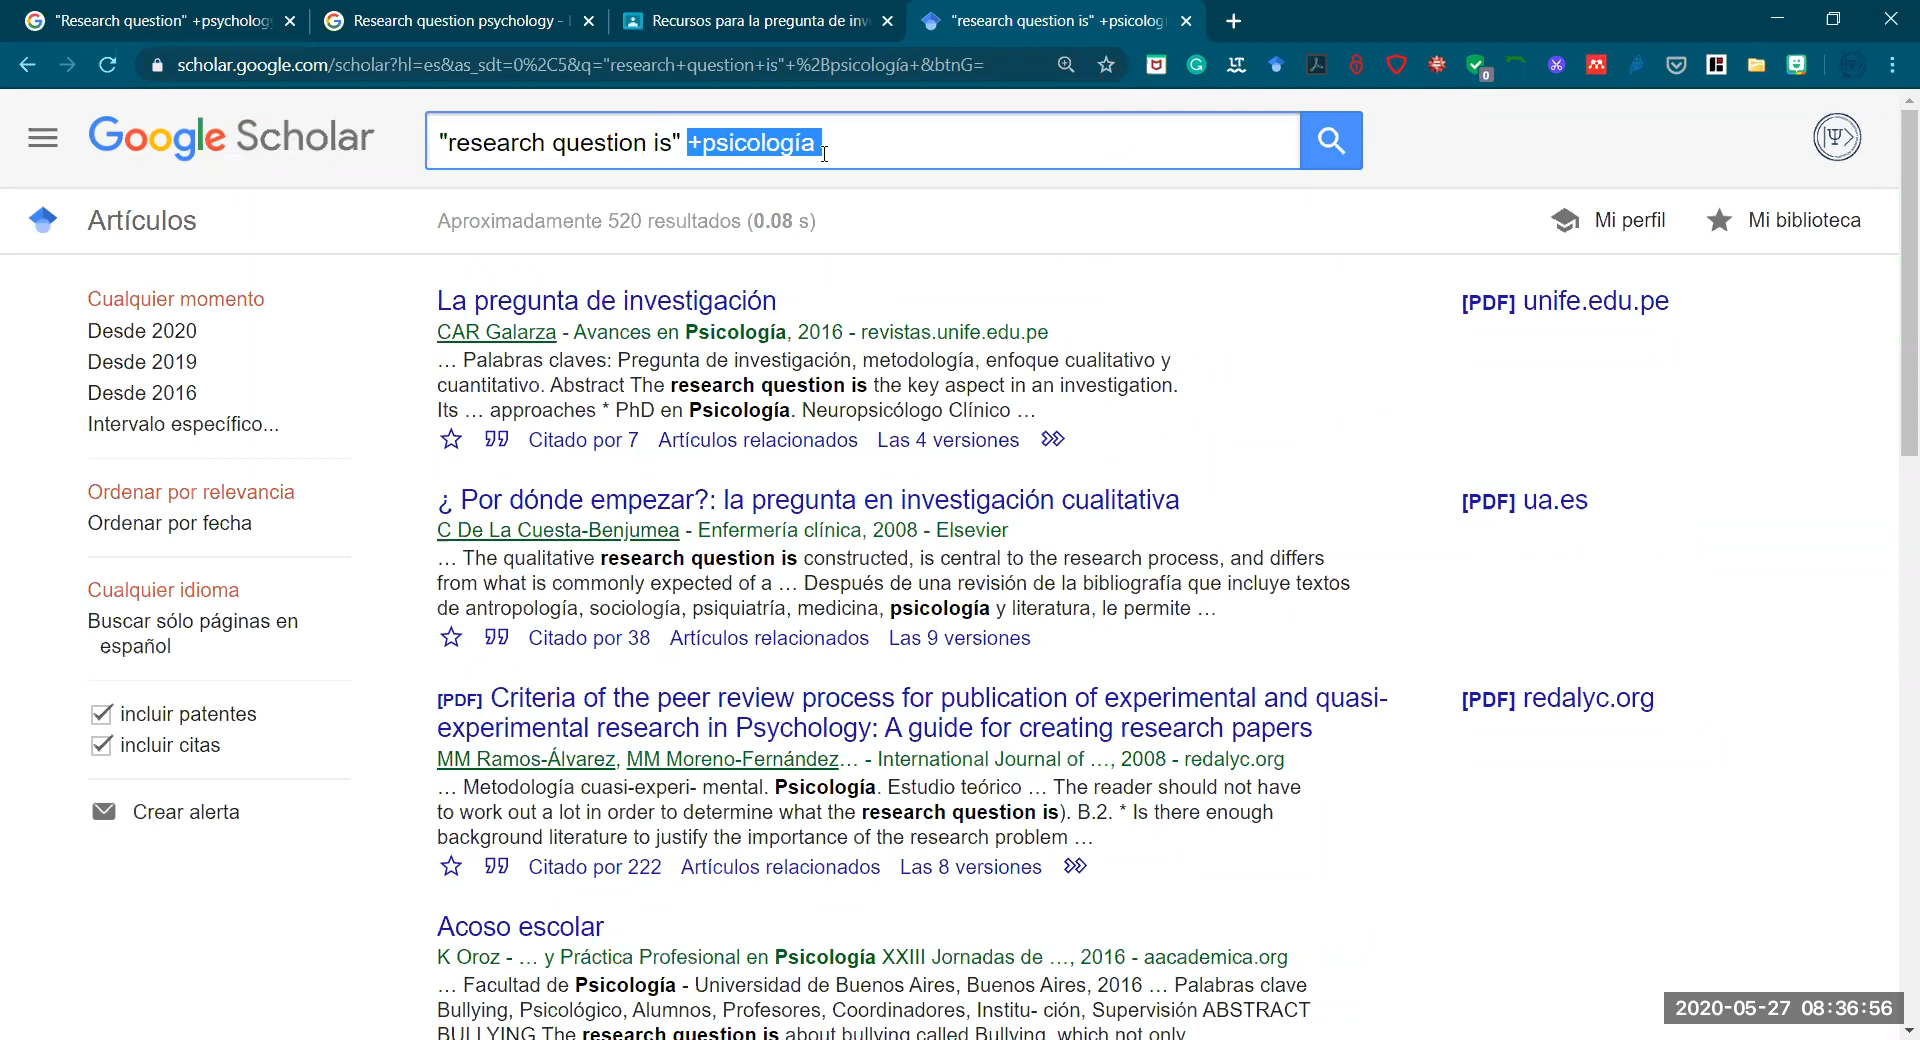 "Research question" +psycholog
Research question psychology -
Recursos para la pregunta de inv
"research question is" +psicolog
scholar.google.com/scholar?hl=es&as_sdt=0%2C5&q="research+question+is"+%2Bpsicología+&btnG=
0
Google Scholar
"research question is" +psicología
Artículos
Aproximadamente 520 resultados (0.08 s)
Mi perfil
Mi biblioteca
Cualquier momento
Desde 2020
Desde 2019
Desde 2016
Intervalo específico...
Ordenar por relevancia
Ordenar por fecha
Cualquier idioma
Buscar sólo páginas en
español
incluir patentes
incluir citas
Crear alerta
La pregunta de investigación
CAR Galarza - Avances en Psicología, 2016 - revistas.unife.edu.pe
... Palabras claves: Pregunta de investigación, metodología, enfoque cualitativo y
cuantitativo. Abstract The research question is the key aspect in an investigation.
Its ... approaches * PhD en Psicología. Neuropsicólogo Clínico ...
Citado por 7 Artículos relacionados Las 4 versiones
[PDF] unife.edu.pe
¿ Por dónde empezar?: la pregunta en investigación cualitativa
C De La Cuesta-Benjumea - Enfermería clínica, 2008 - Elsevier
... The qualitative research question is constructed, is central to the research process, and differs
from what is commonly expected of a ... Después de una revisión de la bibliografía que incluye textos
de antropología, sociología, psiquiatría, medicina, psicología y literatura, le permite ...
Citado por 38 Artículos relacionados Las 9 versiones
[PDF] ua.es
[PDF] Criteria of the peer review process for publication of experimental and quasi-
experimental research in Psychology: A guide for creating research papers
MM Ramos-Álvarez, MM Moreno-Fernández... - International Journal of ..., 2008 - redalyc.org
... Metodología cuasi-experi- mental. Psicología. Estudio teórico ... The reader should not have
to work out a lot in order to determine what the research question is). B.2. * Is there enough
background literature to justify the importance of the research problem ...
Citado por 222 Artículos relacionados Las 8 versiones
[PDF] redalyc.org
Acoso escolar
K Oroz - ... y Práctica Profesional en Psicología XXIII Jornadas de ..., 2016 - aacademica.org
... Facultad de Psicología - Universidad de Buenos Aires, Buenos Aires, 2016 ... Palabras clave
Bullying, Psicológico, Alumnos, Profesores, Coordinadores, Institu- ción, Supervisión ABSTRACT
BULLYING The research question is about bullying called Bullying, which not only
2020-05-27 08:36:56